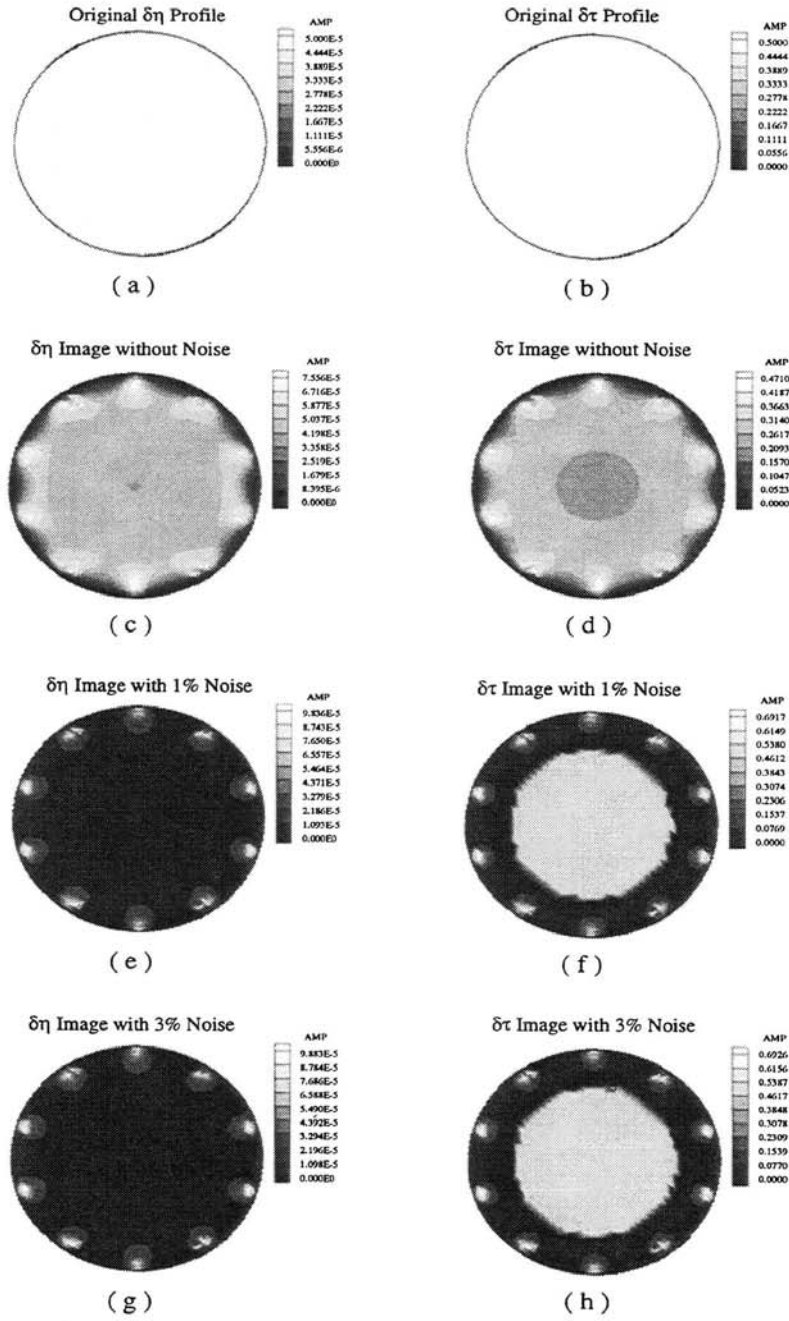 Original δη Profile
AMP
5.000E-5
4.444E-5
3.889E-5
3.333E-5
2.778E-5
2.222E-5
1.667E-5
1.111E-5
5.556E-6
0.000E0
( a )
Original δτ Profile
AMP
0.5000
0.4444
0.3889
0.3333
0.2778
0.2222
0.1667
0.1111
0.0556
0.0000
( b )
δη Image without Noise
AMP
7.556E-5
6.716E-5
5.877E-5
5.037E-5
4.198E-5
3.358E-5
2.519E-5
1.679E-5
8.395E-6
0.000E0
( c )
δτ Image without Noise
AMP
0.4710
0.4187
0.3663
0.3140
0.2617
0.2093
0.1570
0.1047
0.0523
0.0000
( d )
δη Image with 1% Noise
AMP
9.836E-5
8.743E-5
7.650E-5
6.557E-5
5.464E-5
4.371E-5
3.279E-5
2.186E-5
1.093E-5
0.000E0
( e )
δτ Image with 1% Noise
AMP
0.6917
0.6149
0.5380
0.4612
0.3843
0.3074
0.2306
0.1537
0.0769
0.0000
( f )
δη Image with 3% Noise
AMP
9.883E-5
8.784E-5
7.686E-5
6.588E-5
5.490E-5
4.392E-5
3.294E-5
2.196E-5
1.098E-5
0.000E0
( g )
δτ Image with 3% Noise
AMP
0.6926
0.6156
0.5387
0.4617
0.3848
0.3078
0.2309
0.1539
0.0770
0.0000
( h )